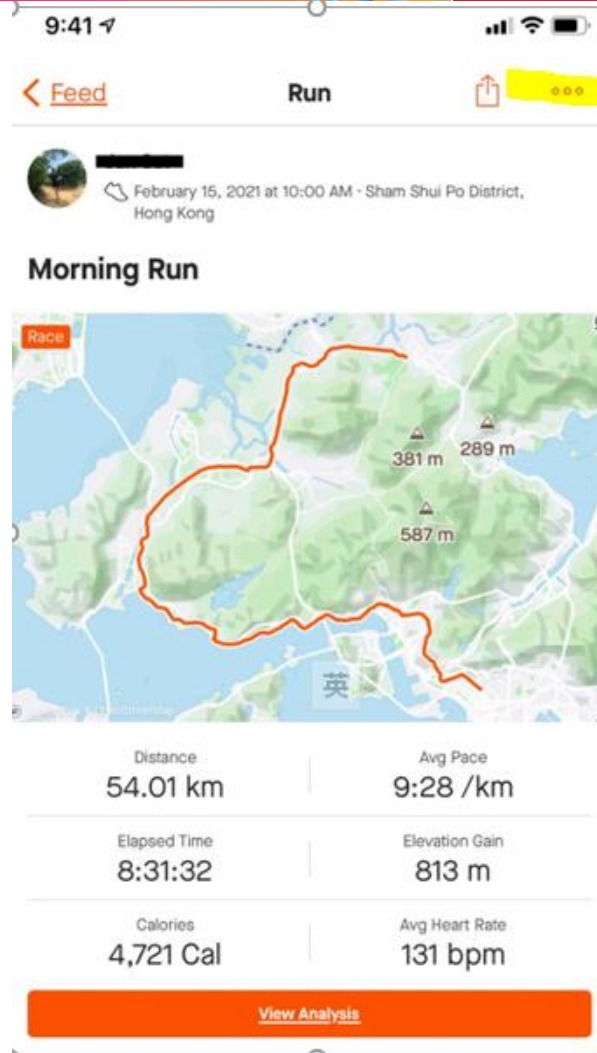 9:41
Feed
Run
February 15, 2021 at 10:00 AM · Sham Shui Po District,
Hong Kong
Morning Run
Race
381 m
289 m
587 m
英
Distance
Avg Pace
54.01 km
9:28 /km
Elapsed Time
Elevation Gain
8:31:32
813 m
Calories
Avg Heart Rate
4,721 Cal
131 bpm
View Analysis